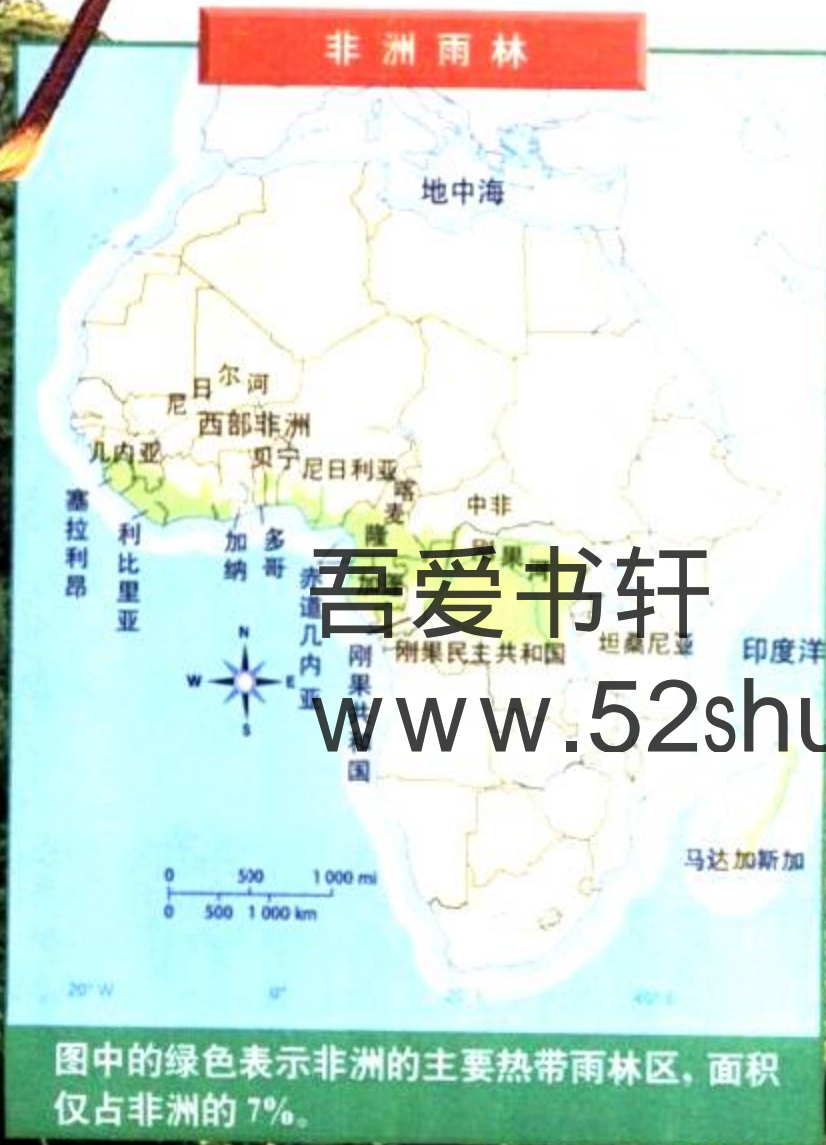 非洲雨林
地中海
尼日尔河
西部非洲
几内亚
贝宁
尼日利亚
喀麦隆
中非
塞拉利昂
利比里亚
加纳
多哥
赤道几内亚
刚果河
加蓬
吾爱书轩
刚果共和国
刚果民主共和国
坦桑尼亚
印度洋
N
W E
S
www.52shu
马达加斯加
0 500 1 000 mi
0 500 1 000 km
20° W 0° 20° E 40° E
图中的绿色表示非洲的主要热带雨林区，面积
仅占非洲的 7%。